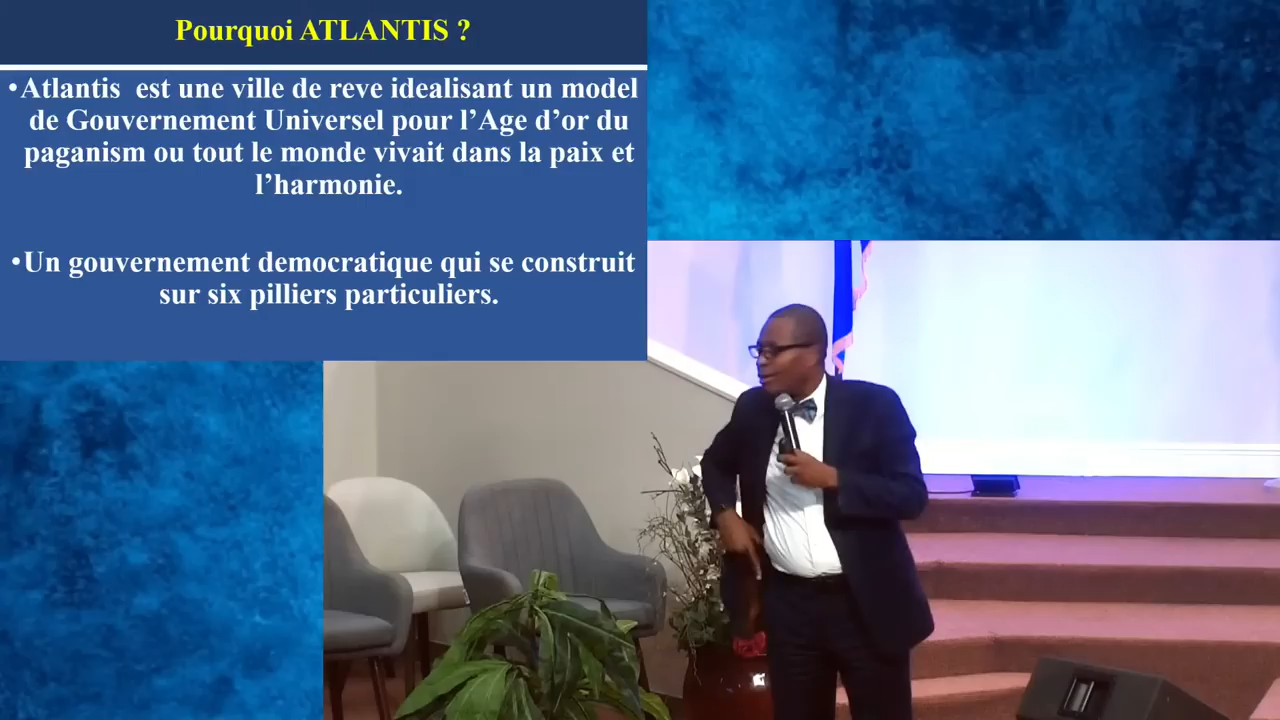 Pourquoi ATLANTIS ?
•Atlantis est une ville de reve idealisant un model
de Gouvernement Universel pour l’Age d’or du
paganism ou tout le monde vivait dans la paix et
l’harmonie.
•Un gouvernement democratique qui se construit
sur six pilliers particuliers.